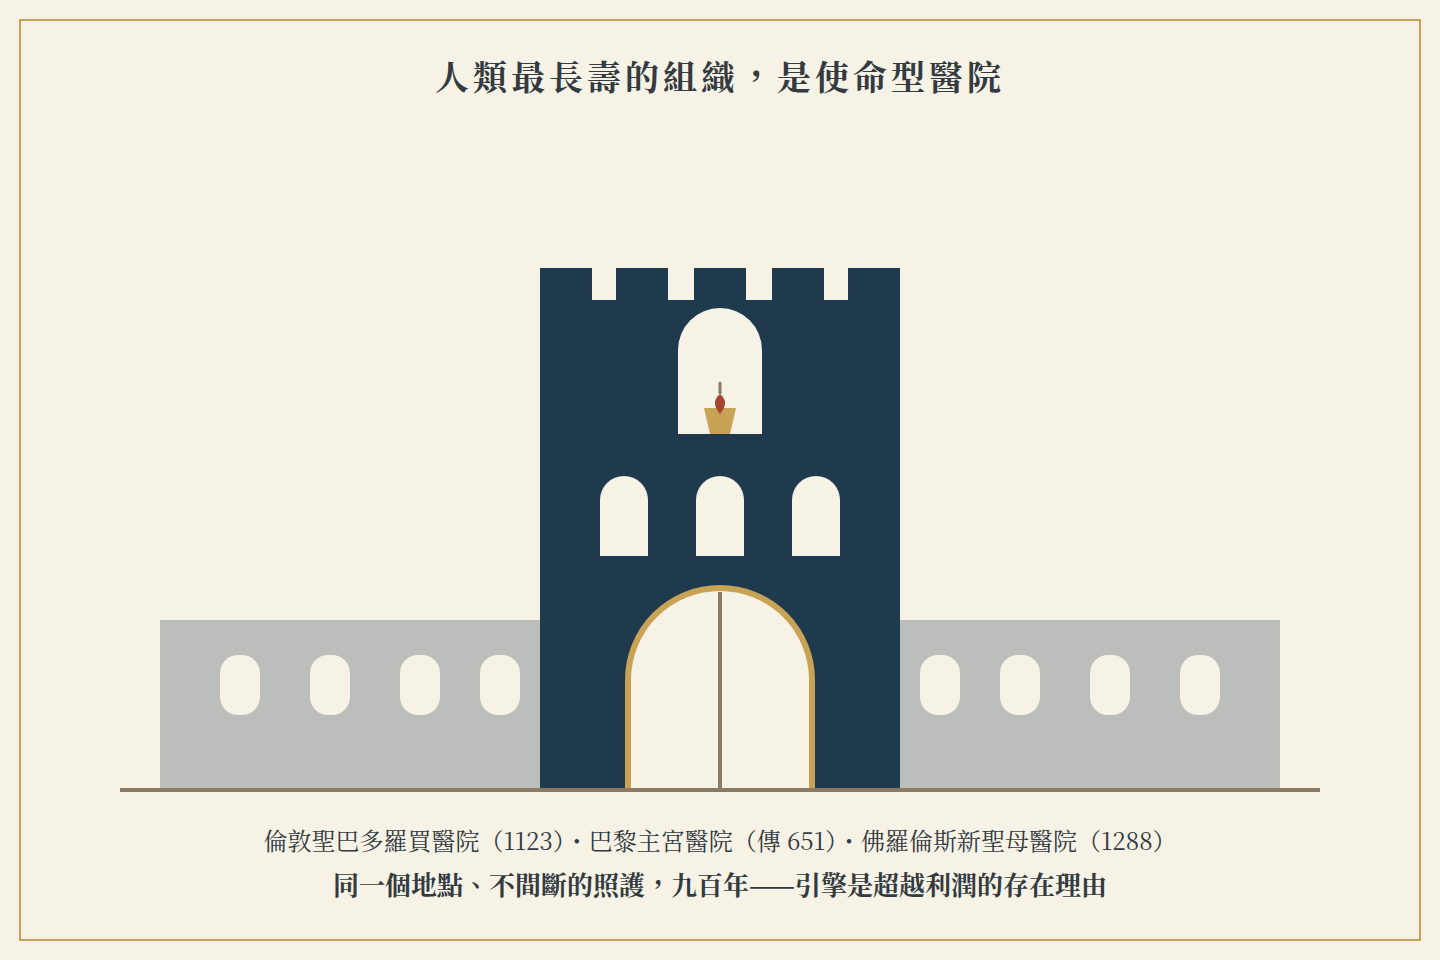 人類最長壽的組織，是使命型醫院
倫敦聖巴多羅買醫院（1123）·巴黎主宮醫院（傳 651）·佛羅倫斯新聖母醫院（1288）
同一個地點、不間斷的照護，九百年——引擎是超越利潤的存在理由